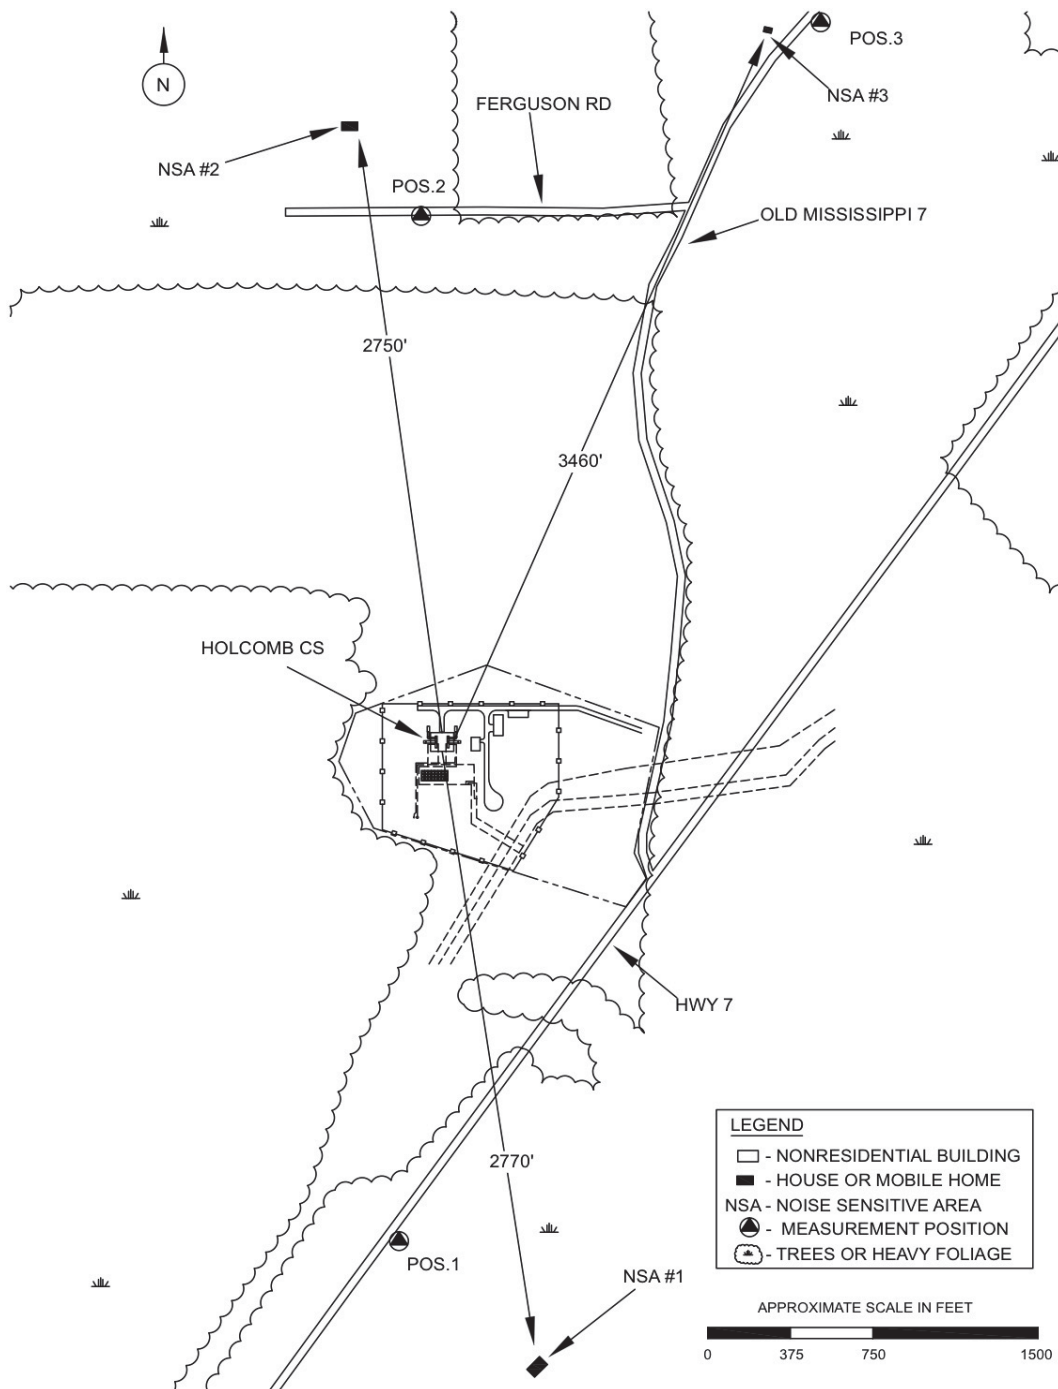 POS.3
N
NSA #3
FERGUSON RD
NSA #2
POS.2
OLD MISSISSIPPI 7
2750'
3460'
HOLCOMB CS
HWY 7
2770'
LEGEND
- NONRESIDENTIAL BUILDING
- HOUSE OR MOBILE HOME
NSA - NOISE SENSITIVE AREA
- MEASUREMENT POSITION
- TREES OR HEAVY FOLIAGE
POS.1
NSA #1
APPROXIMATE SCALE IN FEET
0 375 750 1500